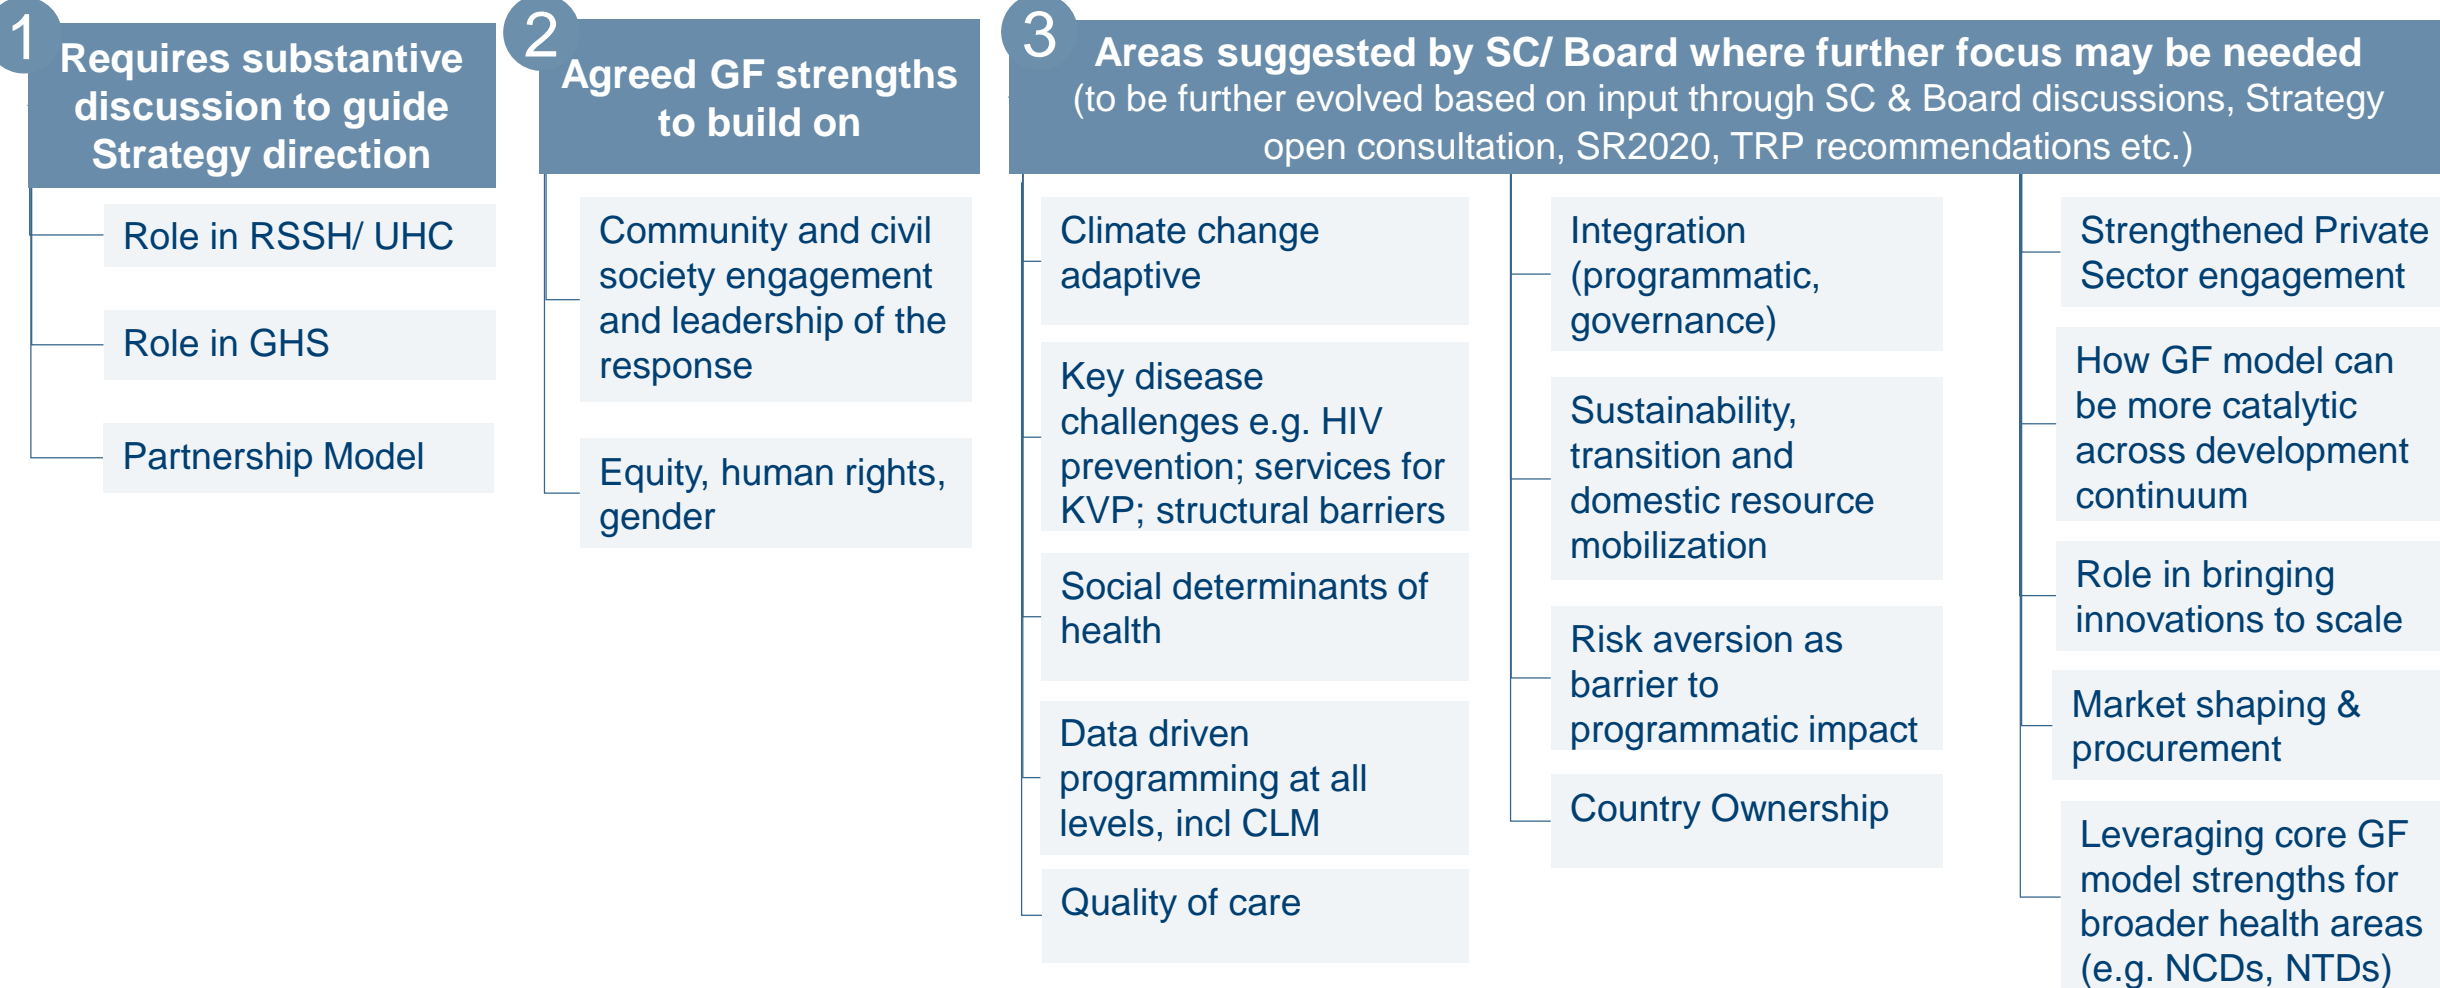 1
Requires substantive
discussion to guide
Strategy direction
Role in RSSH/ UHC
Role in GHS
Partnership Model
2
Agreed GF strengths
to build on
Community and civil
society engagement
and leadership of the
response
Equity, human rights,
gender
3
Areas suggested by SC/ Board where further focus may be needed
(to be further evolved based on input through SC & Board discussions, Strategy
open consultation, SR2020, TRP recommendations etc.)
Climate change
adaptive
Key disease
challenges e.g. HIV
prevention; services for
KVP; structural barriers
Social determinants of
health
Data driven
programming at all
levels, incl CLM
Quality of care
Integration
(programmatic,
governance)
Sustainability,
transition and
domestic resource
mobilization
Risk aversion as
barrier to
programmatic impact
Country Ownership
Strengthened Private
Sector engagement
How GF model can
be more catalytic
across development
continuum
Role in bringing
innovations to scale
Market shaping &
procurement
Leveraging core GF
model strengths for
broader health areas
(e.g. NCDs, NTDs)